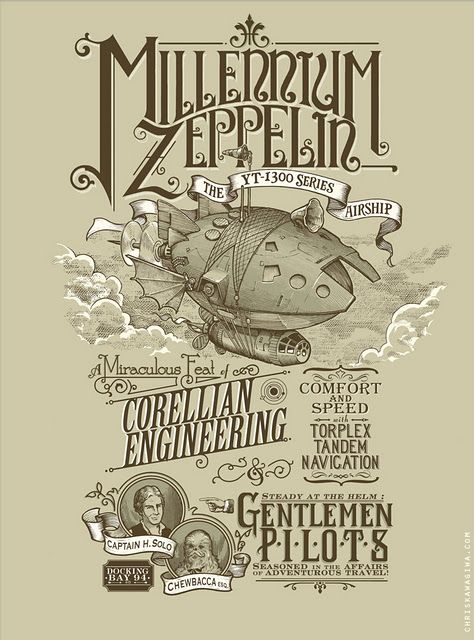 MILLENNIUM
ZEPPELIN
THE YT-1300 SERIES AIRSHIP
A Miraculous Feat of
CORELLIAN
ENGINEERING
COMFORT
AND
SPEED
with
TORPLEX
TANDEM
NAVIGATION
&
STEADY AT THE HELM :
GENTLEMEN
P·I·L·O·T·S
SEASONED IN THE AFFAIRS
OF ADVENTUROUS TRAVEL!
CAPTAIN H. SOLO
CHEWBACCA ESQ.
DOCKING
BAY 94
CHRISKAWAGIWA.COM